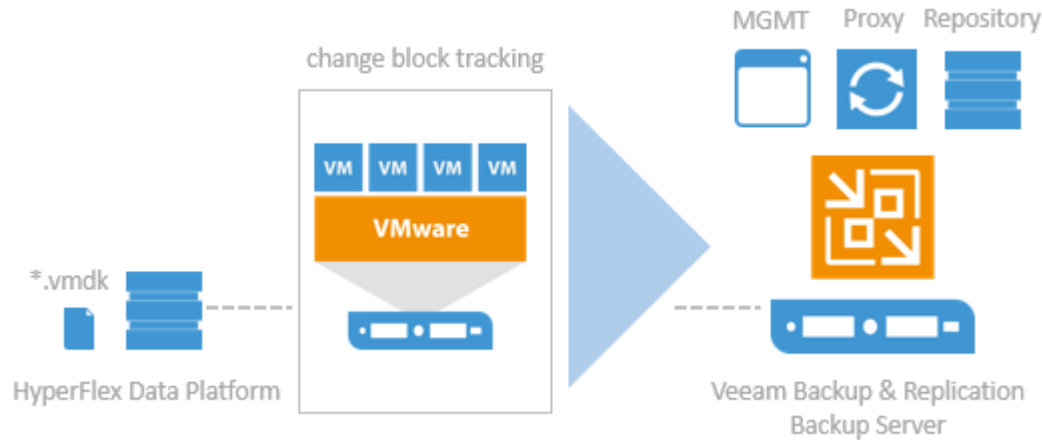 MGMT Proxy Repository
change block tracking
VM VM VM VM
VMware
*.vmdk
HyperFlex Data Platform
Veeam Backup & Replication
Backup Server